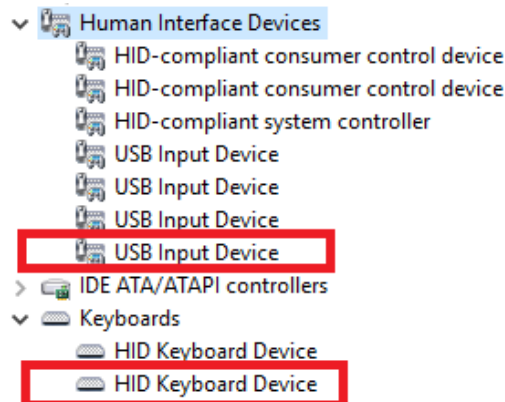 Human Interface Devices
HID-compliant consumer control device
HID-compliant consumer control device
HID-compliant system controller
USB Input Device
USB Input Device
USB Input Device
USB Input Device
IDE ATA/ATAPI controllers
Keyboards
HID Keyboard Device
HID Keyboard Device